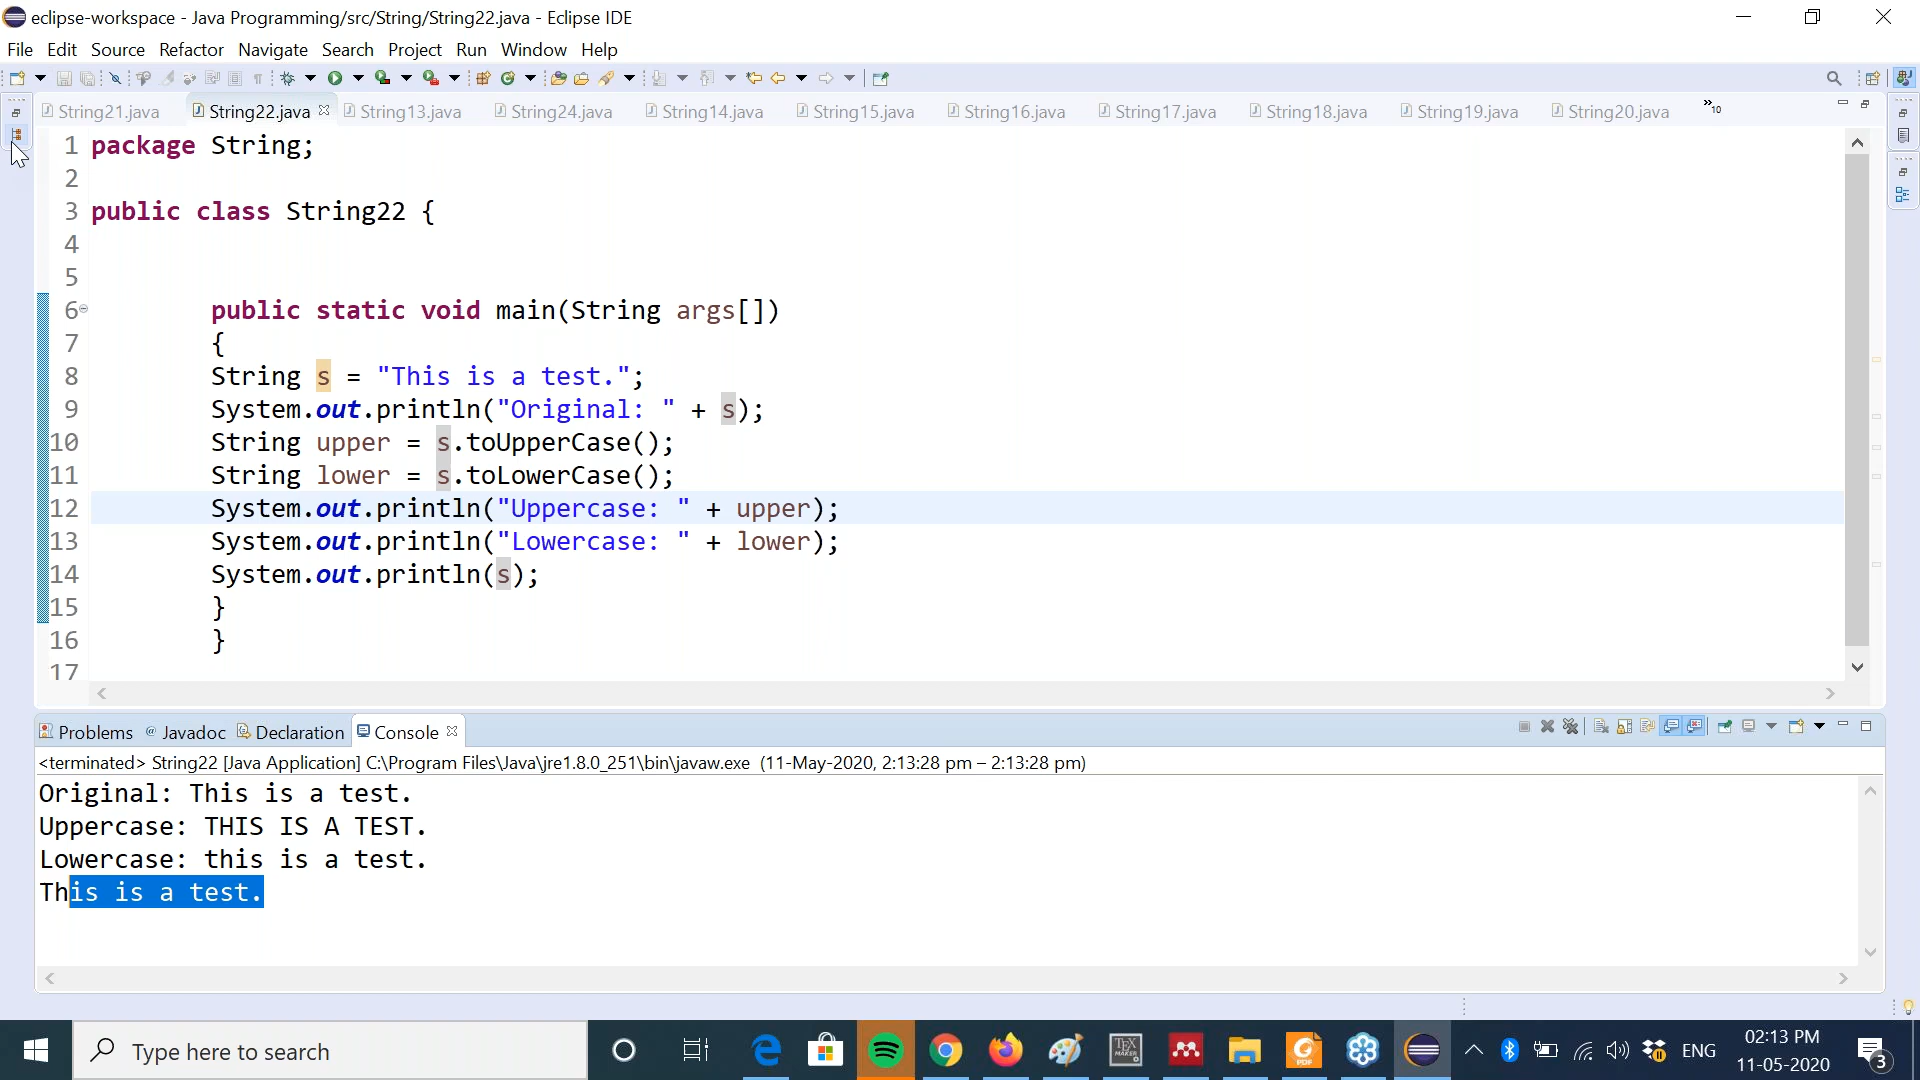 eclipse-workspace - Java Programming/src/String/String22.java - Eclipse IDE
File Edit Source Refactor Navigate Search Project Run Window Help
String21.java String22.java String13.java String24.java String14.java String15.java String16.java String17.java String18.java String19.java String20.java »10
1 package String;
2
3 public class String22 {
4
5
6 public static void main(String args[])
7 {
8 String s = "This is a test.";
9 System.out.println("Original: " + s);
10 String upper = s.toUpperCase();
11 String lower = s.toLowerCase();
12 System.out.println("Uppercase: " + upper);
13 System.out.println("Lowercase: " + lower);
14 System.out.println(s);
15 }
16 }
17
Problems @ Javadoc Declaration Console
<terminated> String22 [Java Application] C:\Program Files\Java\jre1.8.0_251\bin\javaw.exe (11-May-2020, 2:13:28 pm – 2:13:28 pm)
Original: This is a test.
Uppercase: THIS IS A TEST.
Lowercase: this is a test.
This is a test.
Type here to search
TEX MAKER
PDF
ENG
02:13 PM
11-05-2020
3